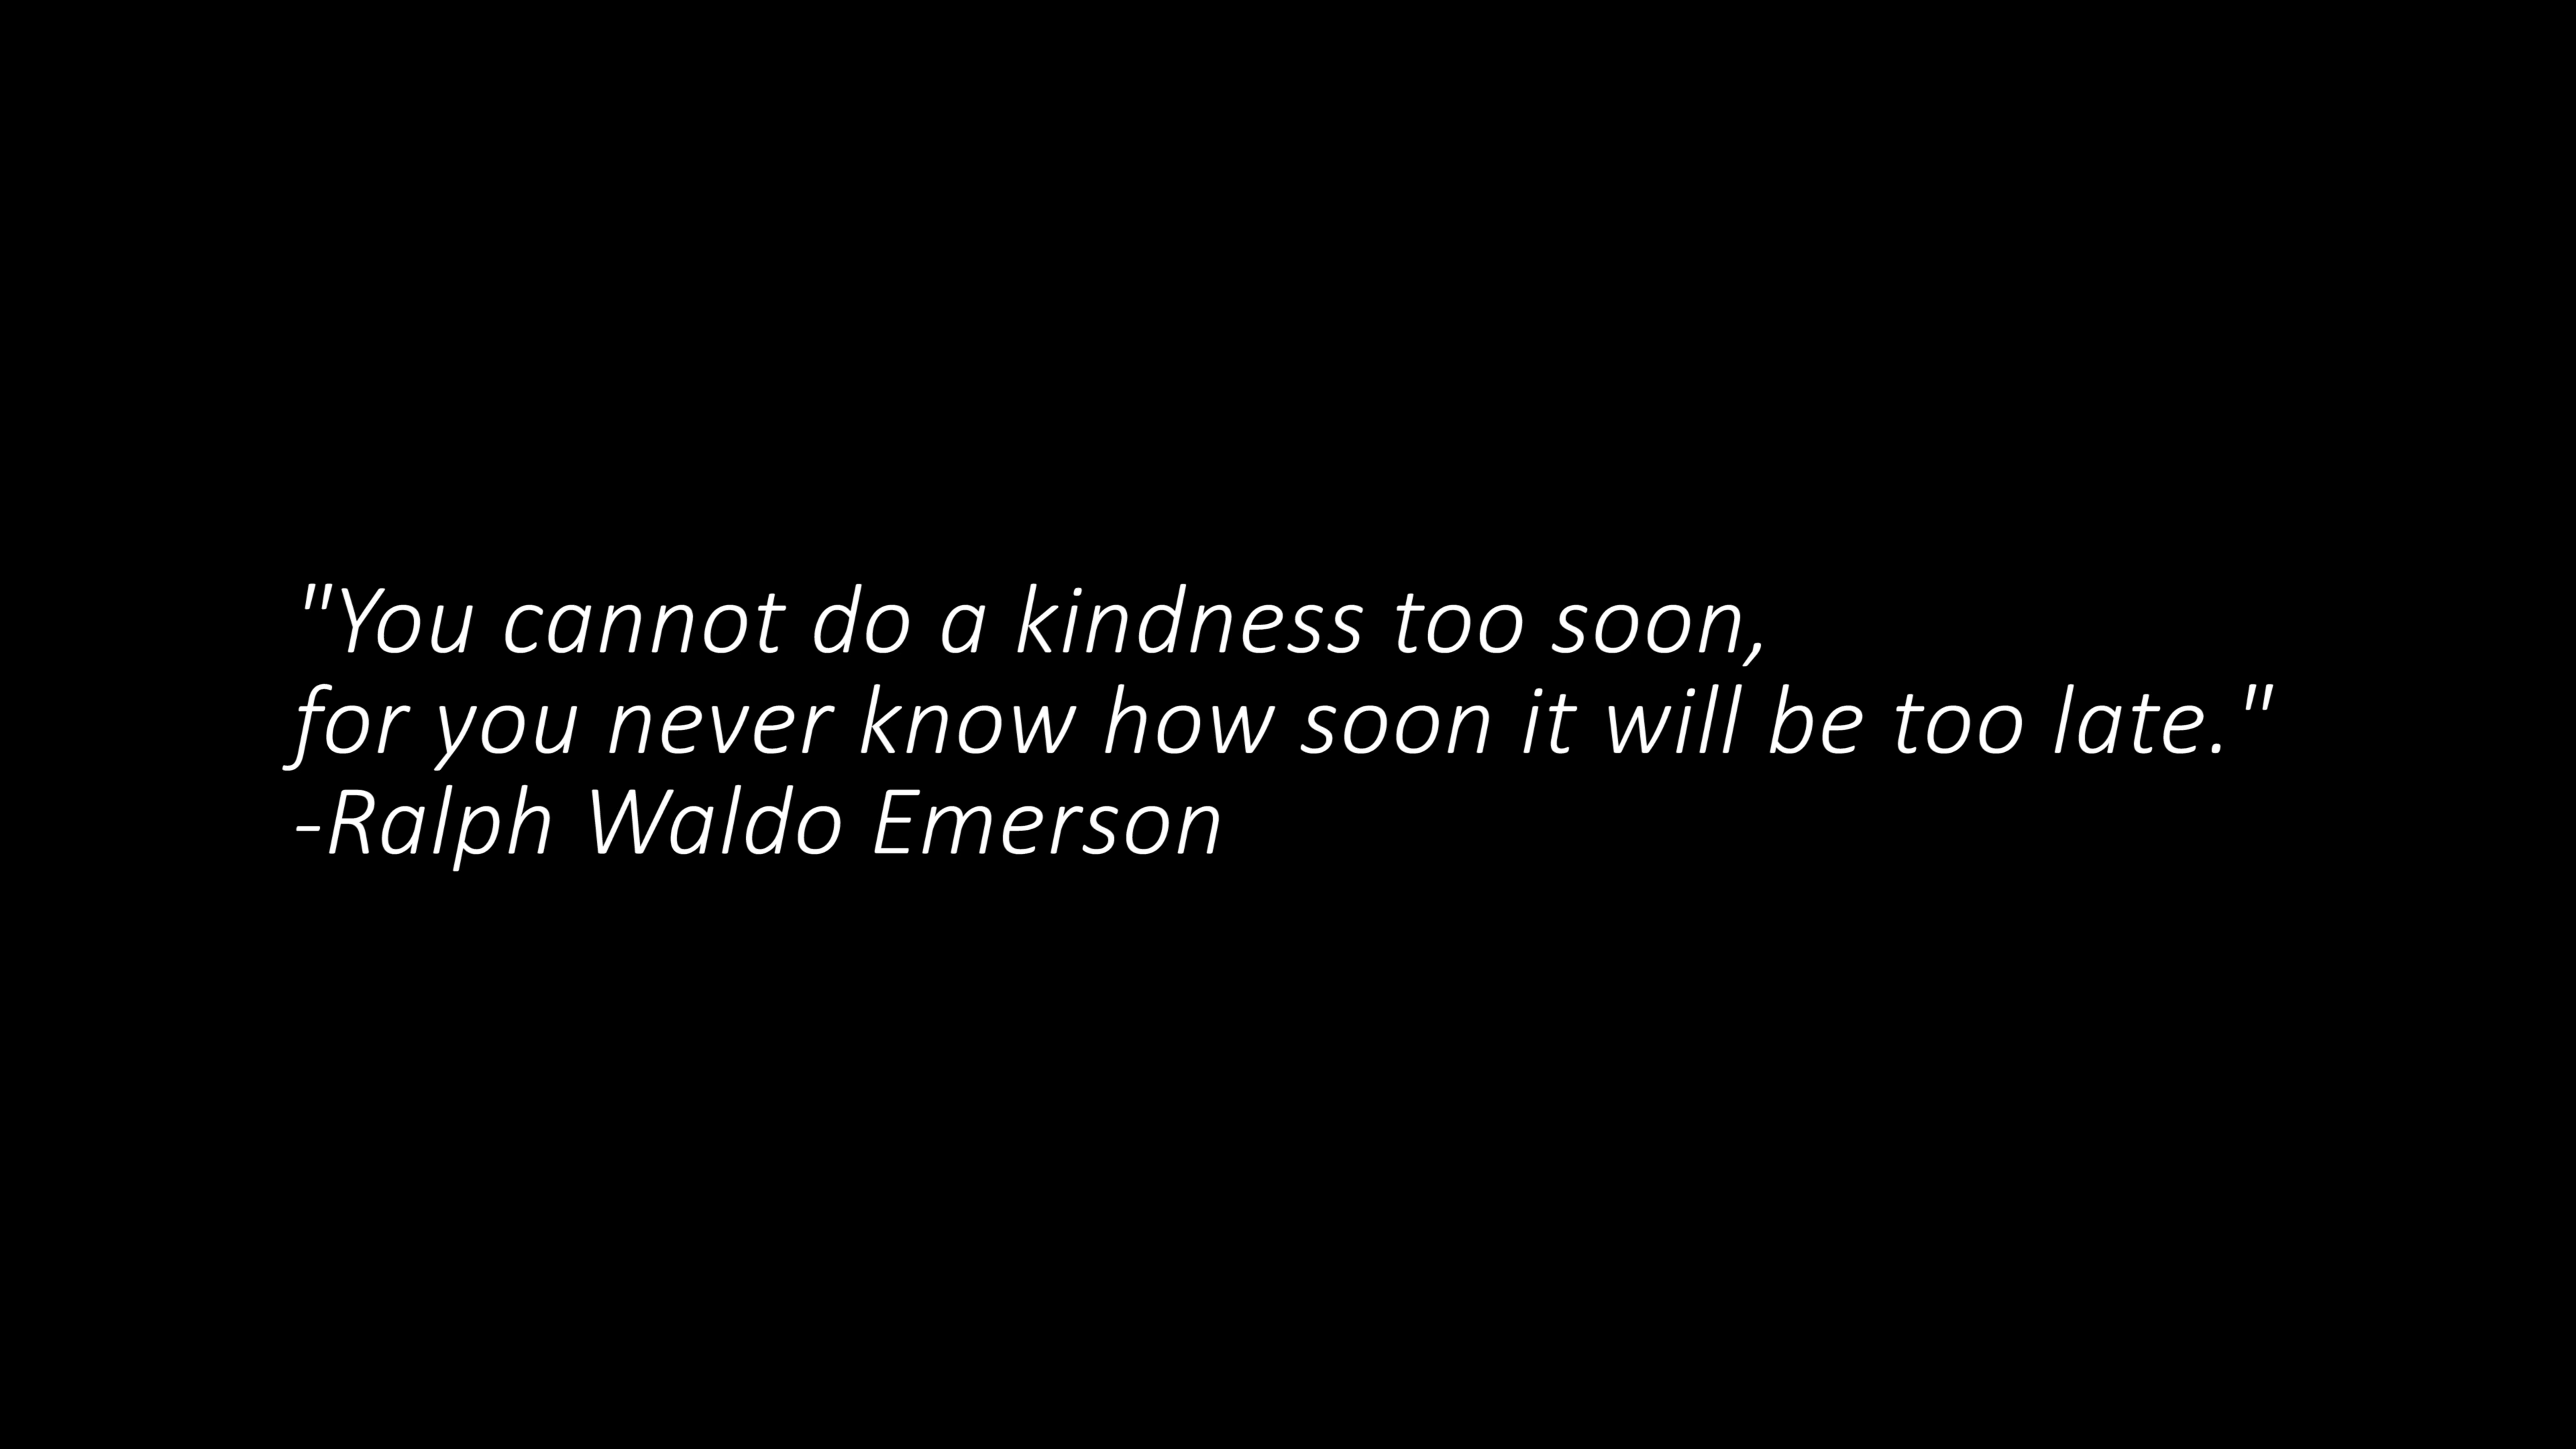 "You cannot do a kindness too soon,
for you never know how soon it will be too late."
-Ralph Waldo Emerson